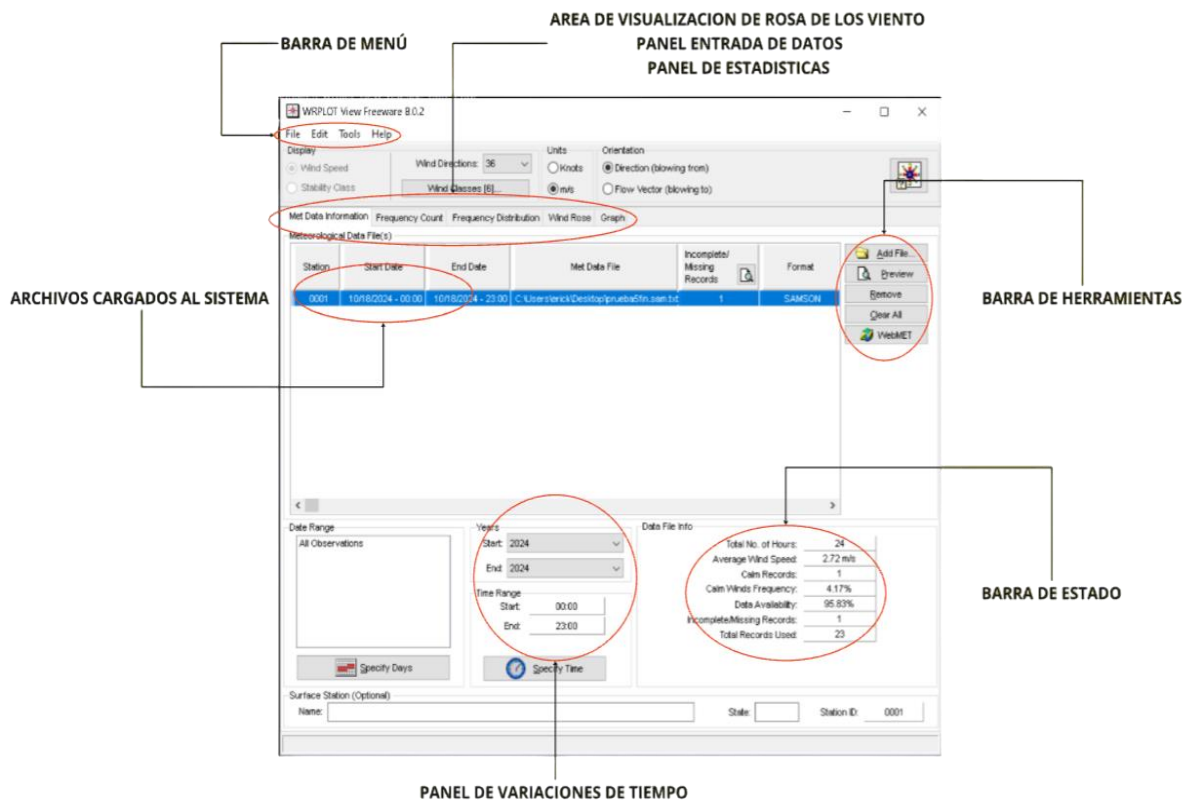 AREA DE VISUALIZACION DE ROSA DE LOS VIENTO
BARRA DE MENÚ
PANEL ENTRADA DE DATOS
PANEL DE ESTADISTICAS
WRPLOT View Freeware 8.0.2
File Edit Tools Help
Display
Wind Speed
Stability Class
Wind Directions: 36
Wind Classes [6]...
Units
Knots
m/s
Orientation
Direction (blowing from)
Flow Vector (blowing to)
Met Data Information Frequency Count Frequency Distribution Wind Rose Graph
Meteorological Data File(s)
Station Start Date End Date Met Data File Incomplete/ Missing Records Format
0001 10/18/2024 - 00:00 10/18/2024 - 23:00 C:\Users\erick\Desktop\prueba5fin.sam.txt 1 SAMSON
Add File...
Preview
Remove
Clear All
WebMET
ARCHIVOS CARGADOS AL SISTEMA
BARRA DE HERRAMIENTAS
Date Range
All Observations
Specify Days
Years
Start: 2024
End: 2024
Time Range
Start: 00:00
End: 23:00
Specify Time
Data File Info
Total No. of Hours: 24
Average Wind Speed: 2.72 m/s
Calm Records: 1
Calm Winds Frequency: 4.17%
Data Availability: 95.83%
Incomplete/Missing Records: 1
Total Records Used: 23
BARRA DE ESTADO
Surface Station (Optional)
Name: State: Station ID: 0001
PANEL DE VARIACIONES DE TIEMPO